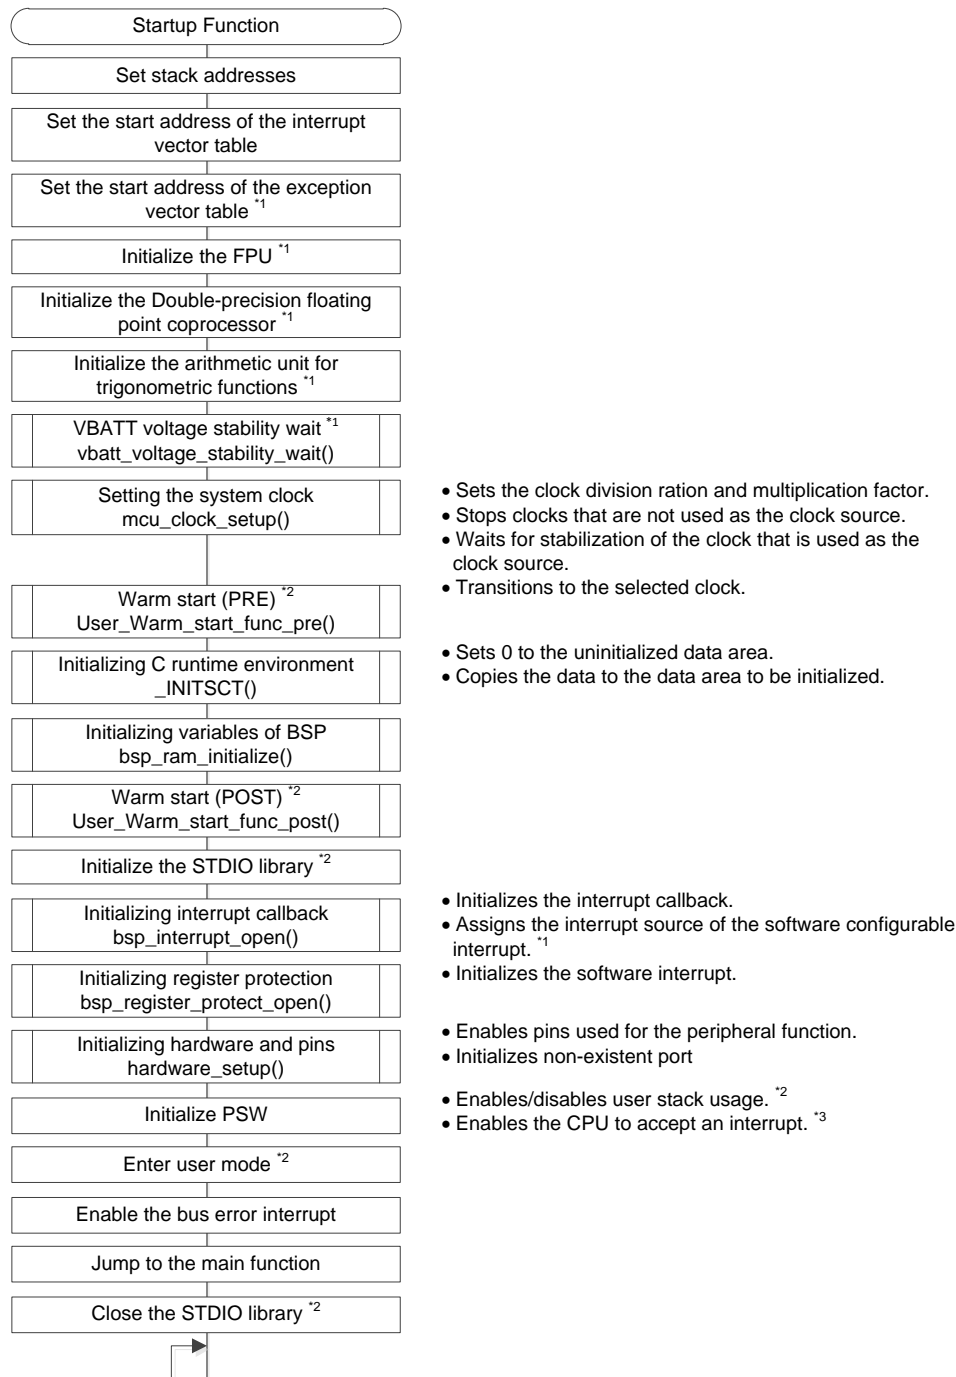 Startup Function
Set stack addresses
Set the start address of the interrupt
vector table
Set the start address of the exception
vector table *1
Initialize the FPU *1
Initialize the Double-precision floating
point coprocessor *1
Initialize the arithmetic unit for
trigonometric functions *1
VBATT voltage stability wait *1
vbatt_voltage_stability_wait()
Setting the system clock
mcu_clock_setup()
• Sets the clock division ration and multiplication factor.
• Stops clocks that are not used as the clock source.
• Waits for stabilization of the clock that is used as the
clock source.
• Transitions to the selected clock.
Warm start (PRE) *2
User_Warm_start_func_pre()
Initializing C runtime environment
_INITSCT()
• Sets 0 to the uninitialized data area.
• Copies the data to the data area to be initialized.
Initializing variables of BSP
bsp_ram_initialize()
Warm start (POST) *2
User_Warm_start_func_post()
Initialize the STDIO library *2
Initializing interrupt callback
bsp_interrupt_open()
• Initializes the interrupt callback.
• Assigns the interrupt source of the software configurable
interrupt. *1
• Initializes the software interrupt.
Initializing register protection
bsp_register_protect_open()
Initializing hardware and pins
hardware_setup()
• Enables pins used for the peripheral function.
• Initializes non-existent port
Initialize PSW
• Enables/disables user stack usage. *2
• Enables the CPU to accept an interrupt. *3
Enter user mode *2
Enable the bus error interrupt
Jump to the main function
Close the STDIO library *2